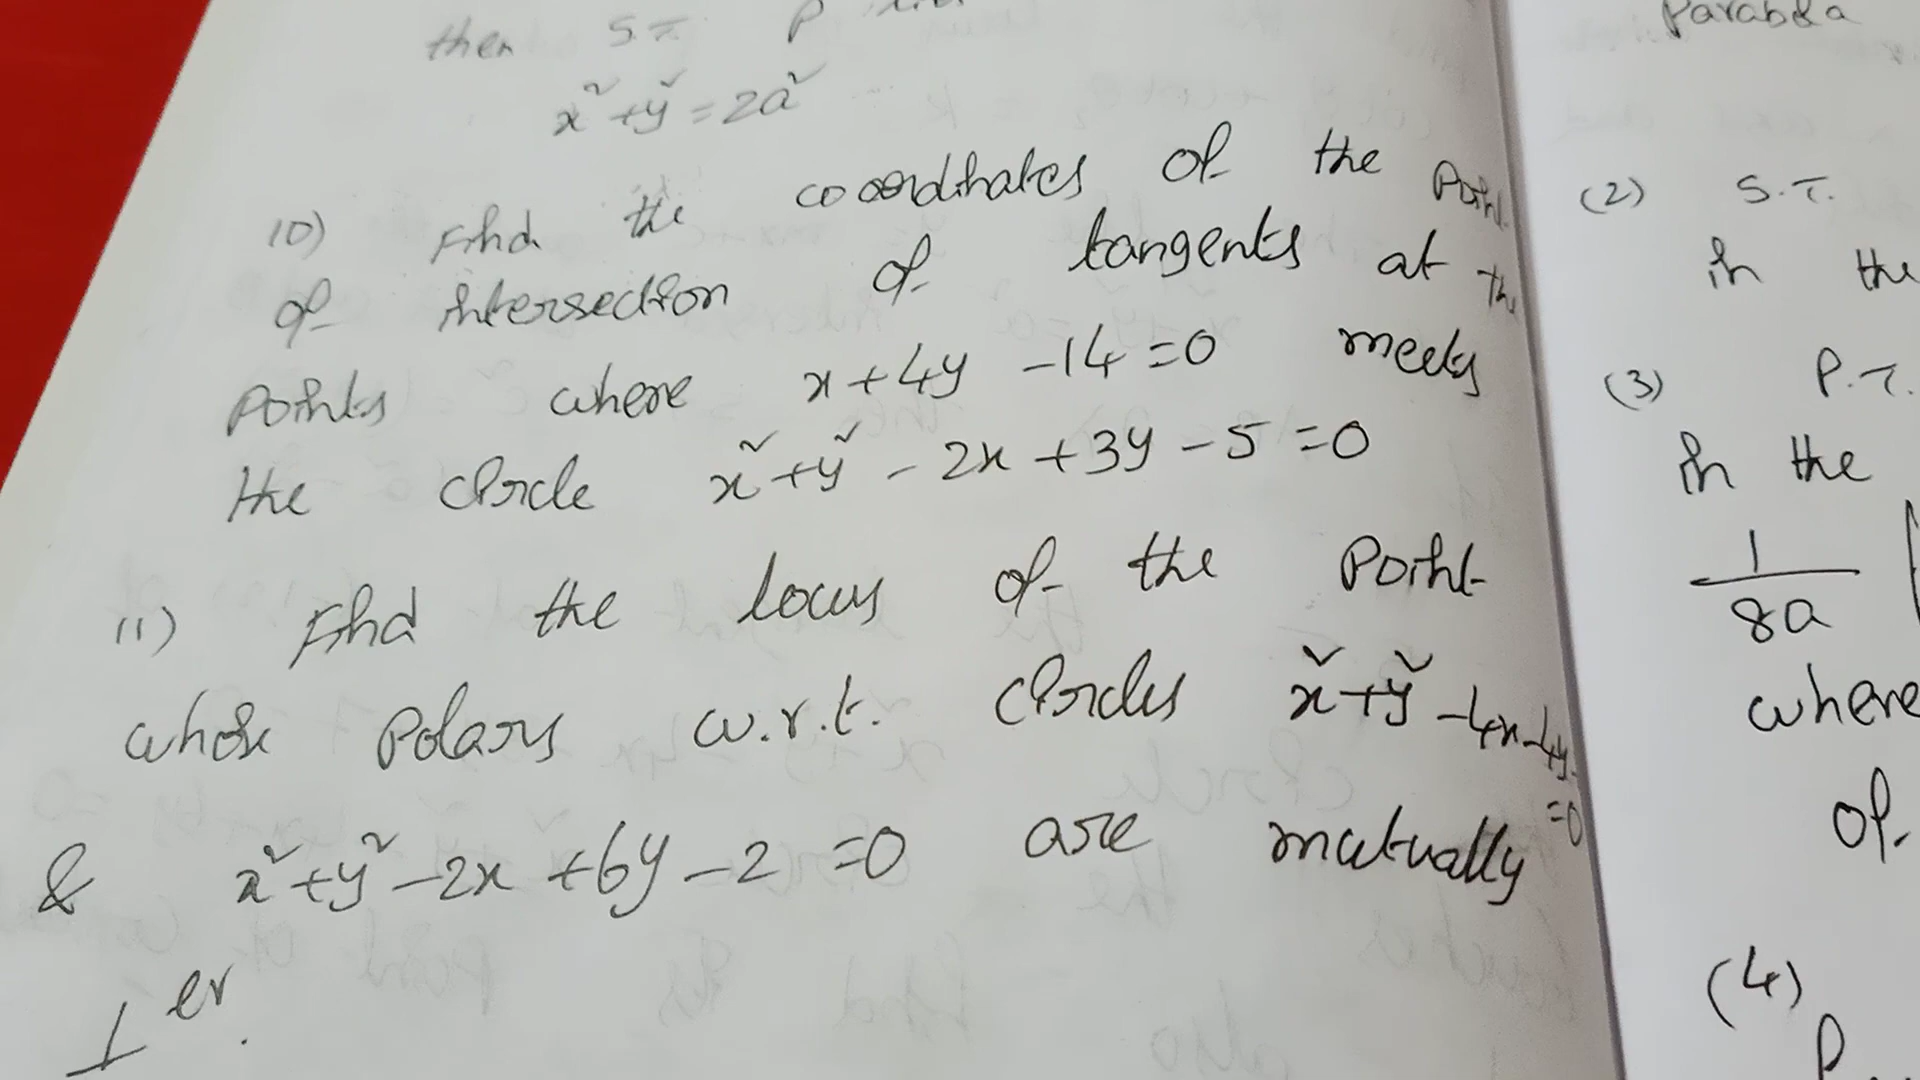 then S.T. P
x²+y²=2a²
10) Find the coordinates of the Point
of intersection of tangents at the
points where x+4y-14=0 meets
the circle x²+y²-2x+3y-5=0
11) Find the locus of the Point
whose Polars w.r.t. circles x²+y²-4x-4y
=0
& x²+y²-2x+6y-2=0 are mutually
⊥er.
Parabola
(2) S.T.
in the
(3) P.T.
in the
1/8a
where
of
(4)
P